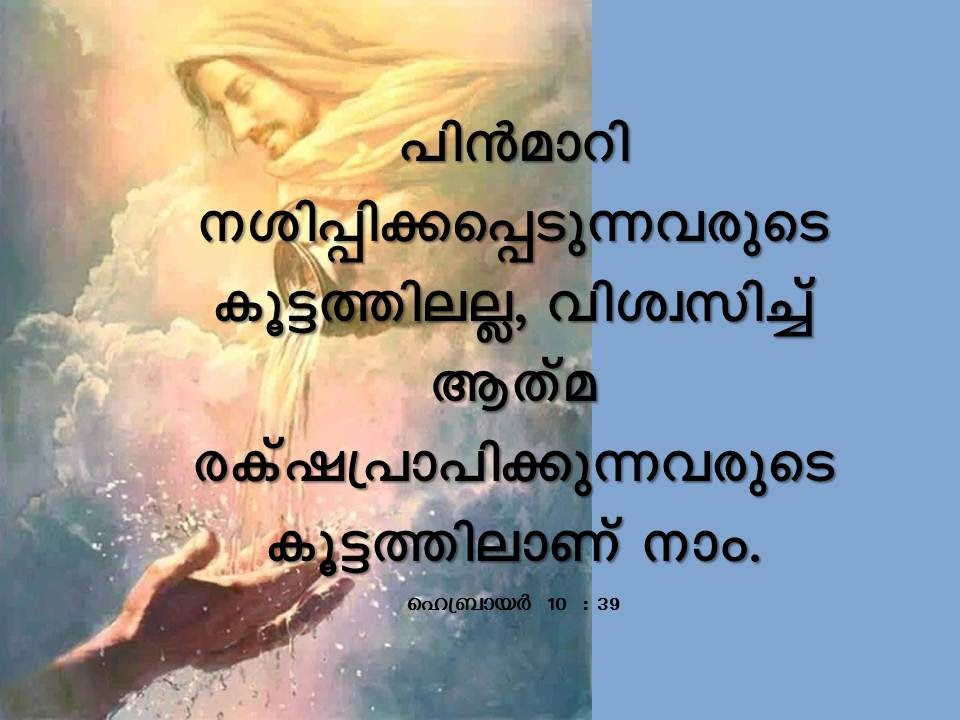 പിൻമാറി
നശിപ്പിക്കപ്പെടുന്നവരുടെ
കൂട്ടത്തിലല്ല, വിശ്വസിച്ച്
ആത്‌മ
രക്‌ഷപ്രാപിക്കുന്നവരുടെ
കൂട്ടത്തിലാണ് നാം.
ഹെബ്രായർ 10 : 39